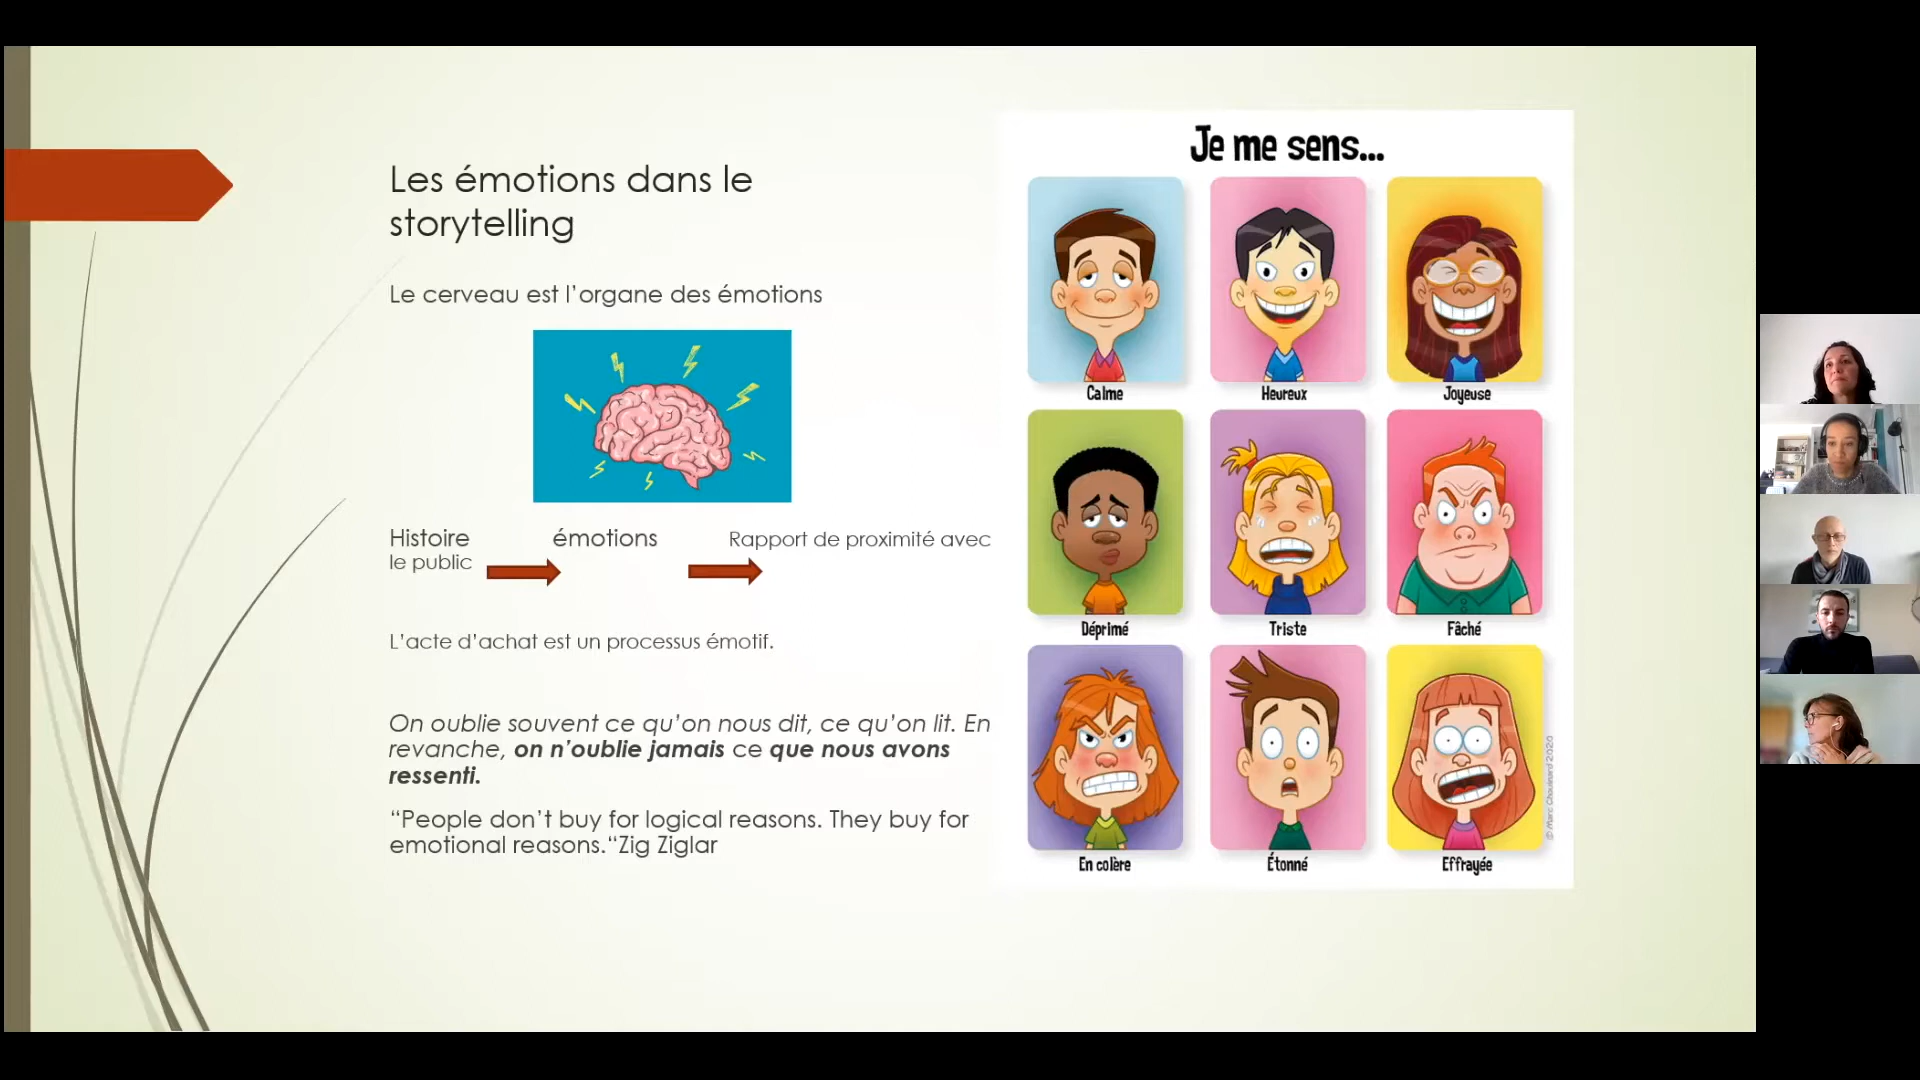 Les émotions dans le
storytelling
Le cerveau est l’organe des émotions
Histoire émotions Rapport de proximité avec
le public
L’acte d’achat est un processus émotif.
On oublie souvent ce qu’on nous dit, ce qu’on lit. En
revanche, on n’oublie jamais ce que nous avons
ressenti.
“People don’t buy for logical reasons. They buy for
emotional reasons.“Zig Ziglar
Je me sens...
Calme Heureux Joyeuse
Déprimé Triste Fâché
En colère Étonné Effrayée
© Marc Chouinard 2020